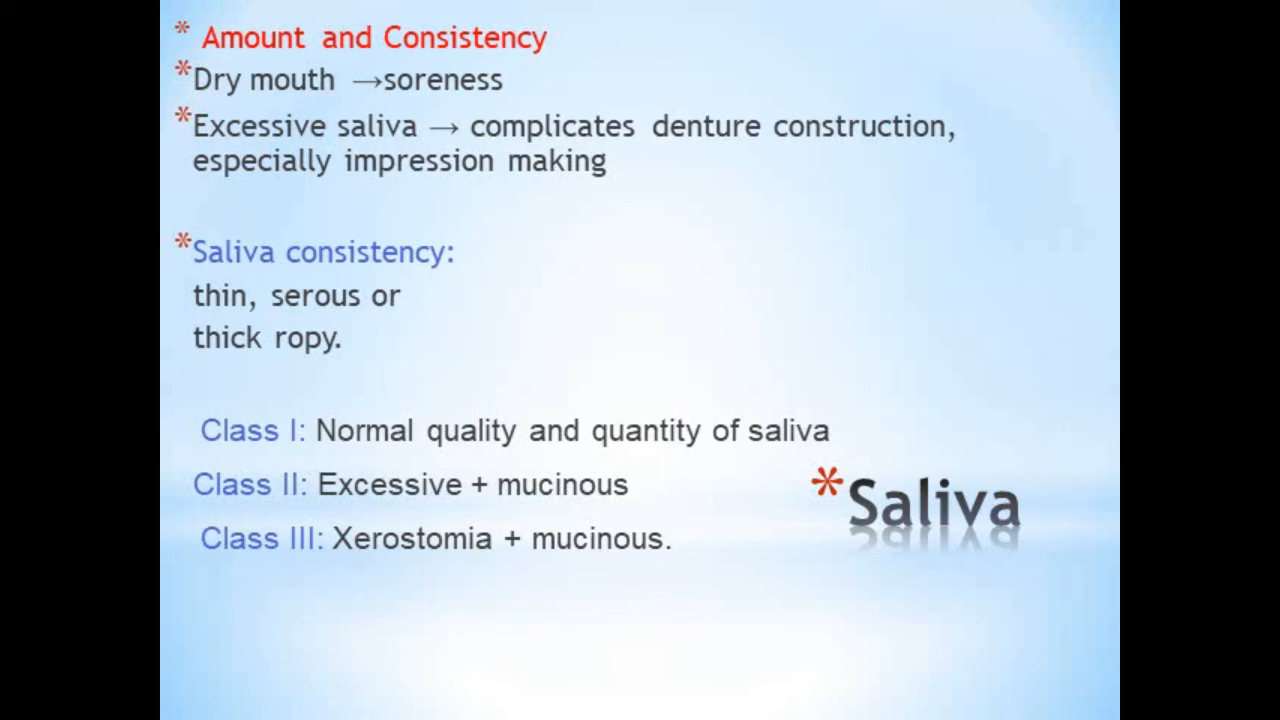 * Amount and Consistency
* Dry mouth →soreness
* Excessive saliva → complicates denture construction,
especially impression making
* Saliva consistency:
thin, serous or
thick ropy.
Class I: Normal quality and quantity of saliva
Class II: Excessive + mucinous
Class III: Xerostomia + mucinous.
* Saliva